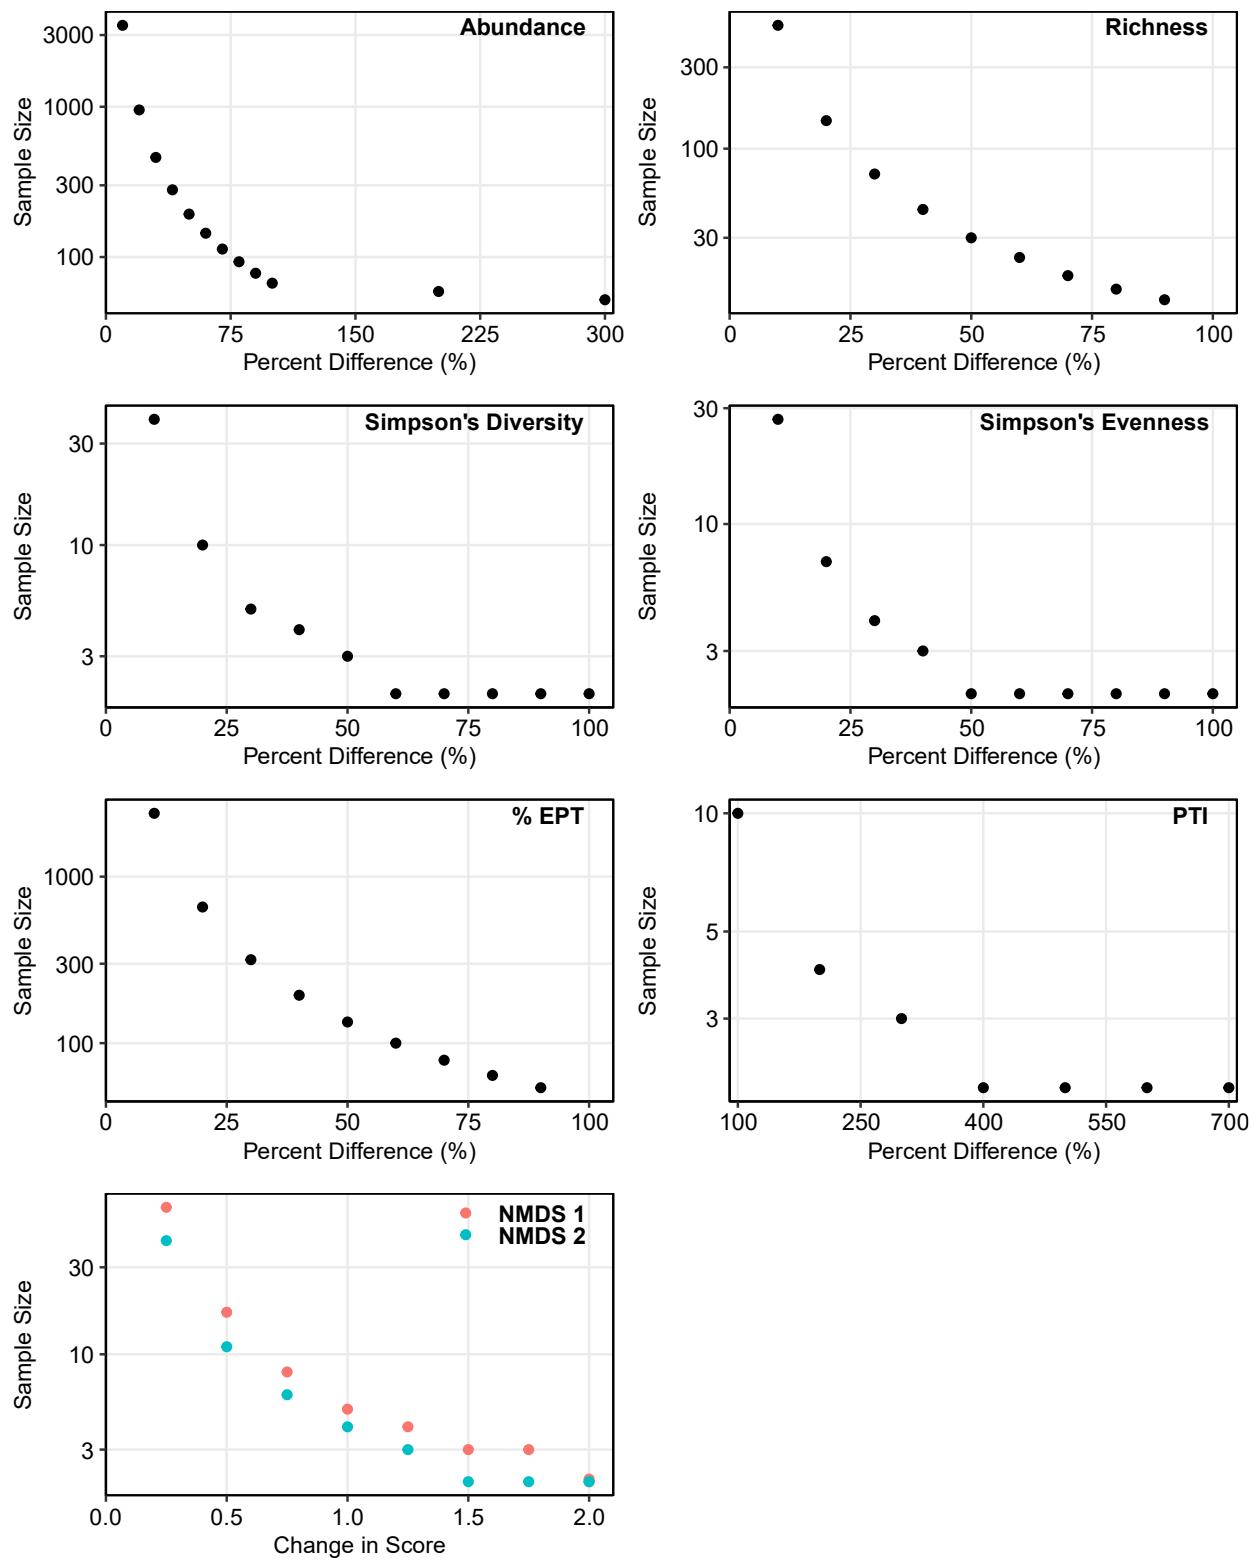 Abundance
Sample Size
3000
1000
300
100
0 75 150 225 300
Percent Difference (%)
Richness
Sample Size
300
100
30
0 25 50 75 100
Percent Difference (%)
Simpson's Diversity
Sample Size
30
10
3
0 25 50 75 100
Percent Difference (%)
Simpson's Evenness
Sample Size
30
10
3
0 25 50 75 100
Percent Difference (%)
% EPT
Sample Size
1000
300
100
0 25 50 75 100
Percent Difference (%)
PTI
Sample Size
10
5
3
100 250 400 550 700
Percent Difference (%)
NMDS 1
NMDS 2
Sample Size
30
10
3
0.0 0.5 1.0 1.5 2.0
Change in Score